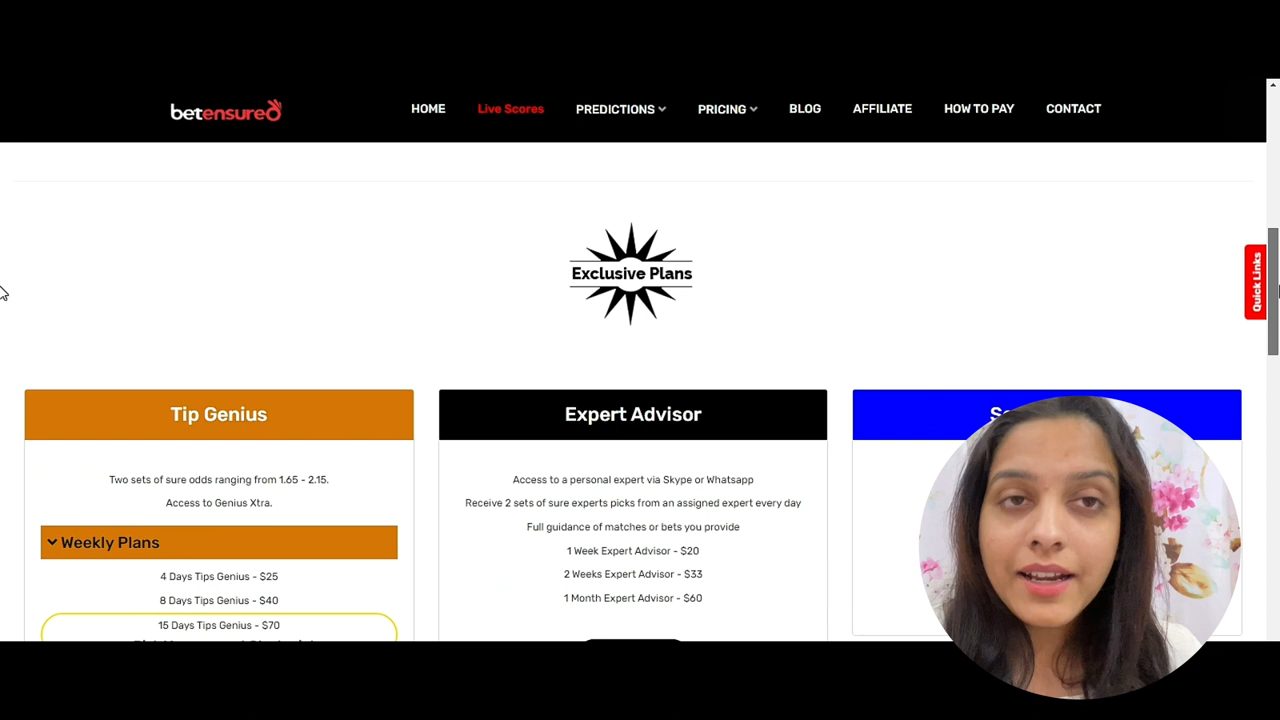 betensured
HOME
Live Scores
PREDICTIONS
PRICING
BLOG
AFFILIATE
HOW TO PAY
CONTACT
Quick Links
Exclusive Plans
Tip Genius
Two sets of sure odds ranging from 1.65 - 2.15.
Access to Genius Xtra.
Weekly Plans
4 Days Tips Genius - $25
8 Days Tips Genius - $40
15 Days Tips Genius - $70
Expert Advisor
Access to a personal expert via Skype or Whatsapp
Receive 2 sets of sure experts picks from an assigned expert every day
Full guidance of matches or bets you provide
1 Week Expert Advisor - $20
2 Weeks Expert Advisor - $33
1 Month Expert Advisor - $60